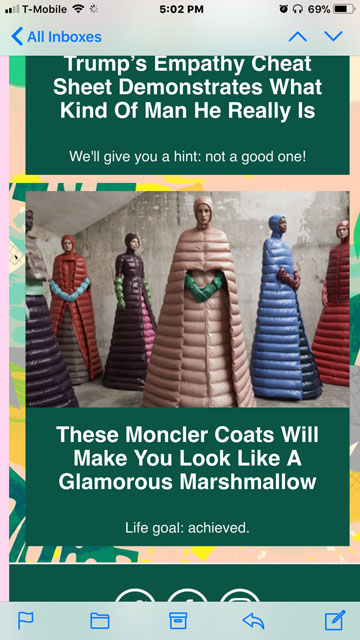 T-Mobile 5:02 PM 69%
All Inboxes
Trump's Empathy Cheat
Sheet Demonstrates What
Kind Of Man He Really Is
We'll give you a hint: not a good one!
These Moncler Coats Will
Make You Look Like A
Glamorous Marshmallow
Life goal: achieved.